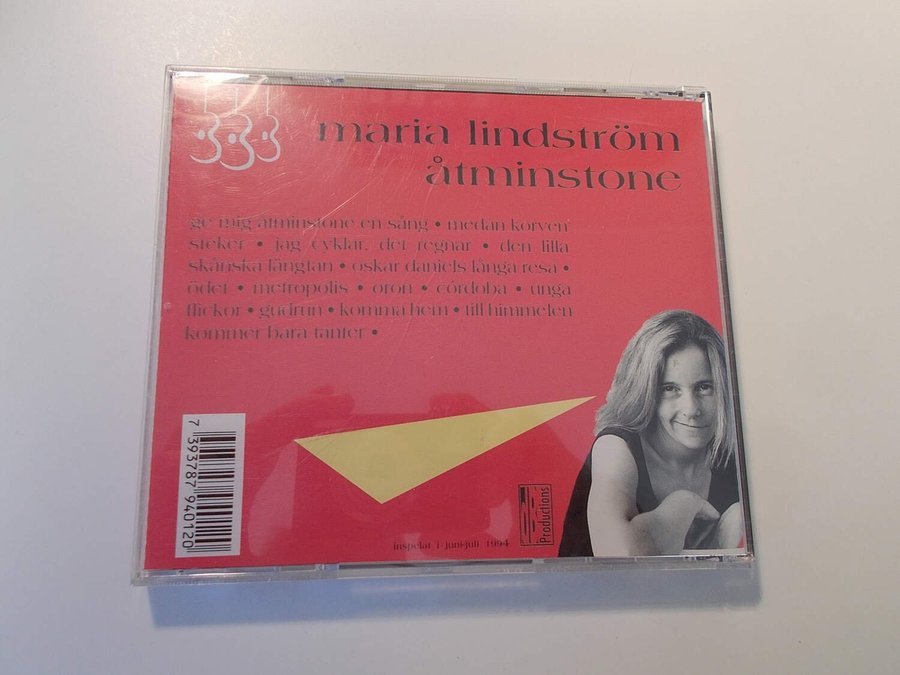 maria lindström
åtminstone
ge mig åtminstone en sång • medan korven
steker • jag cyklar, det regnar • den lilla
skånska längtan • oskar daniels långa resa •
ödet • metropolis • oron • córdoba • unga
flickor • gudrun • komma hem • till himmelen
kommer bara tanter •
7 393787 940120
inspelat i juni-juli 1994
Productions